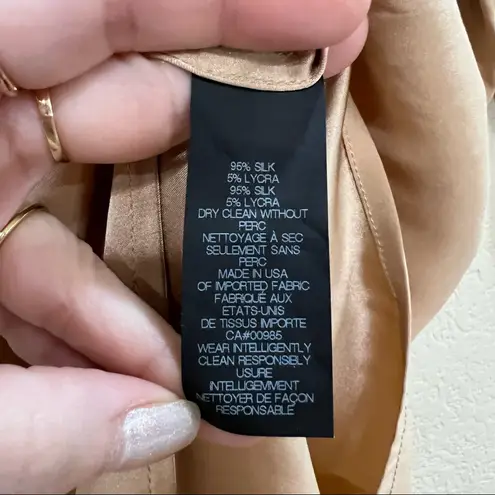 95% SILK
5% LYCRA
95% SILK
5% LYCRA
DRY CLEAN WITHOUT
PERC
NETTOYAGE À SEC
SEULEMENT SANS
PERC
MADE IN USA
OF IMPORTED FABRIC
FABRIQUÉ AUX
ETATS-UNIS
DE TISSUS IMPORTE
CA#00985
WEAR INTELLIGENTLY
CLEAN RESPONSIBLY
USURE
INTELLIGEMMENT
NETTOYER DE FAÇON
RESPONSABLE